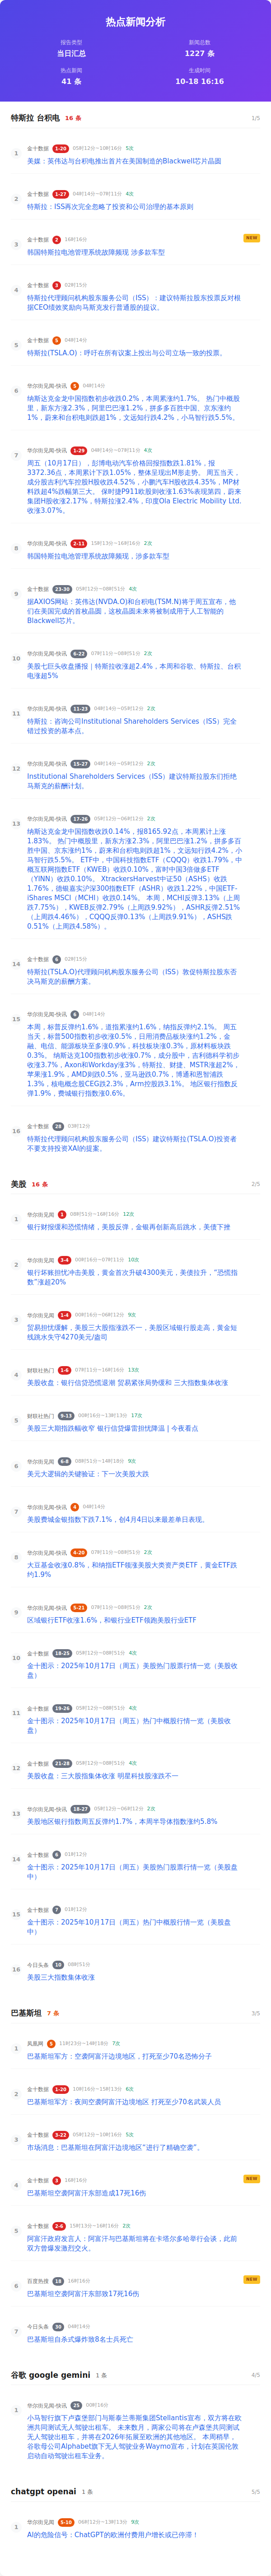 热点新闻分析
报告类型
当日汇总
新闻总数
1227 条
热点新闻
41 条
生成时间
10-18 16:16
特斯拉 台积电 16 条 1/5
1
金十数据 1-20 05时12分~10时16分 5次
美媒：英伟达与台积电推出首片在美国制造的Blackwell芯片晶圆
2
金十数据 1-27 04时14分~07时11分 4次
特斯拉：ISS再次完全忽略了投资和公司治理的基本原则
3
金十数据 2 16时16分
NEW
韩国特斯拉电池管理系统故障频现 涉多款车型
4
金十数据 3 02时15分
特斯拉代理顾问机构股东服务公司（ISS）：建议特斯拉股东投票反对根
据CEO绩效奖励向马斯克发行普通股的提议。
5
金十数据 5 04时14分
特斯拉(TSLA.O)：呼吁在所有议案上投出与公司立场一致的投票。
6
华尔街见闻-快讯 5 04时14分
纳斯达克金龙中国指数初步收跌0.2%，本周累涨约1.7%。 热门中概股
里，新东方涨2.3%，阿里巴巴涨1.2%，拼多多百胜中国、京东涨约
1%，蔚来和台积电则跌超1%，文远知行跌4.2%，小马智行跌5.5%。
7
华尔街见闻-快讯 1-29 04时14分~07时11分 4次
周五（10月17日），彭博电动汽车价格回报指数跌1.81%，报
3372.36点，本周累计下跌1.05%，整体呈现出M形走势。 周五当天，
成分股吉利汽车控股H股收跌4.52%，小鹏汽车H股收跌4.35%，MP材
料跌超4%跌幅第三大。 保时捷P911欧股则收涨1.63%表现第四，蔚来
集团H股收涨2.17%，特斯拉涨2.4%，印度Ola Electric Mobility Ltd.
收涨3.07%。
8
华尔街见闻-快讯 2-11 15时13分~16时16分 2次
韩国特斯拉电池管理系统故障频现，涉多款车型
9
金十数据 23-30 05时12分~08时51分 4次
据AXIOS网站：英伟达(NVDA.O)和台积电(TSM.N)将于周五宣布，他
们在美国完成的首枚晶圆，这枚晶圆未来将被制成用于人工智能的
Blackwell芯片。
10
华尔街见闻-快讯 6-22 07时11分~08时51分 2次
美股七巨头收盘播报｜特斯拉收涨超2.4%，本周和谷歌、特斯拉、台积
电涨超5%
11
华尔街见闻-快讯 11-23 04时14分~05时12分 2次
特斯拉：咨询公司Institutional Shareholders Services（ISS）完全
错过投资的基本点。
12
华尔街见闻-快讯 15-27 04时14分~05时12分 2次
Institutional Shareholders Services（ISS）建议特斯拉股东们拒绝
马斯克的薪酬计划。
13
华尔街见闻-快讯 17-26 05时12分~06时12分 2次
纳斯达克金龙中国指数收跌0.14%，报8165.92点，本周累计上涨
1.83%。 热门中概股里，新东方涨2.3%，阿里巴巴涨1.2%，拼多多百
胜中国、京东涨约1%，蔚来和台积电则跌超1%，文远知行跌4.2%，小
马智行跌5.5%。 ETF中，中国科技指数ETF（CQQQ）收跌1.79%，中
概互联网指数ETF（KWEB）收跌0.10%，富时中国3倍做多ETF
（YINN）收跌0.10%。 XtrackersHarvest中证50（ASHS）收跌
1.76%，德银嘉实沪深300指数ETF（ASHR）收跌1.22%，中国ETF-
iShares MSCI（MCHI）收跌0.14%。 本周，MCHI反弹3.13%（上周
跌7.75%），KWEB反弹2.79%（上周跌9.92%），ASHR反弹2.51%
（上周跌4.46%），CQQQ反弹0.13%（上周跌9.91%），ASHS跌
0.51%（上周跌4.58%）。
14
金十数据 6 02时15分
特斯拉(TSLA.O)代理顾问机构股东服务公司（ISS）敦促特斯拉股东否
决马斯克的薪酬方案。
15
华尔街见闻-快讯 6 04时14分
本周，标普反弹约1.6%，道指累涨约1.6%，纳指反弹约2.1%。 周五
当天，标普500指数初步收涨0.5%，日用消费品板块涨约1.2%，金
融、电信、能源板块至多涨0.9%，科技板块涨0.3%，原材料板块跌
0.3%。 纳斯达克100指数初步收涨0.7%，成分股中，吉利德科学初步
收涨3.7%，Axon和Workday涨3%，特斯拉、财捷、MSTR涨超2%，
苹果涨1.9%，AMD则跌0.5%，亚马逊跌0.7%，博通和恩智浦跌
1.3%，核电概念股CEG跌2.3%，Arm控股跌3.1%。 地区银行指数反
弹1.9%，费城银行指数涨0.6%。
16
金十数据 28 03时12分
特斯拉代理顾问机构股东服务公司（ISS）建议特斯拉(TSLA.O)投资者
不要支持投资XAI的提案。
美股 16 条 2/5
1
华尔街见闻 1 08时51分~16时16分 12次
银行财报缓和恐慌情绪，美股反弹，金银再创新高后跳水，美债下挫
2
华尔街见闻 3-4 00时16分~07时11分 10次
银行坏账担忧冲击美股，黄金首次升破4300美元，美债拉升，“恐慌指
数”涨超20%
3
华尔街见闻 1-4 00时16分~06时12分 9次
贸易担忧缓解，美股三大股指涨跌不一，美股区域银行股走高，黄金短
线跳水失守4270美元/盎司
4
财联社热门 1-6 07时11分~16时16分 13次
美股收盘：银行信贷恐慌退潮 贸易紧张局势缓和 三大指数集体收涨
5
财联社热门 9-13 00时16分~13时13分 17次
美股三大期指跌幅收窄 银行信贷爆雷担忧降温 | 今夜看点
6
华尔街见闻 6-8 08时51分~14时18分 9次
美元大逻辑的关键验证：下一次美股大跌
7
华尔街见闻-快讯 4 04时14分
美股费城金银指数下跌7.1%，创4月4日以来最差单日表现。
8
华尔街见闻-快讯 4-20 07时11分~08时51分 2次
大豆基金收涨0.8%，和纳指ETF领涨美股大类资产类ETF，黄金ETF跌
约1.9%
9
华尔街见闻-快讯 5-21 07时11分~08时51分 2次
区域银行ETF收涨1.6%，和银行业ETF领跑美股行业ETF
10
金十数据 18-25 05时12分~08时51分 4次
金十图示：2025年10月17日（周五）美股热门股票行情一览（美股收
盘）
11
金十数据 19-26 05时12分~08时51分 4次
金十图示：2025年10月17日（周五）热门中概股行情一览（美股收
盘）
12
金十数据 21-28 05时12分~08时51分 4次
美股收盘：三大股指集体收涨 明星科技股涨跌不一
13
华尔街见闻-快讯 18-27 05时12分~06时12分 2次
美股地区银行指数周五反弹约1.7%，本周半导体指数涨约5.8%
14
金十数据 6 01时12分
金十图示：2025年10月17日（周五）美股热门股票行情一览（美股盘
中）
15
金十数据 7 01时12分
金十图示：2025年10月17日（周五）热门中概股行情一览（美股盘
中）
16
今日头条 10 08时51分
美股三大指数集体收涨
巴基斯坦 7 条 3/5
1
凤凰网 5 11时23分~14时18分 7次
巴基斯坦军方：空袭阿富汗边境地区，打死至少70名恐怖分子
2
金十数据 1-20 10时16分~15时13分 6次
巴基斯坦军方：夜间空袭阿富汗边境地区 打死至少70名武装人员
3
金十数据 3-22 05时12分~10时16分 5次
市场消息：巴基斯坦在阿富汗边境地区“进行了精确空袭”。
4
金十数据 3 16时16分
NEW
巴基斯坦空袭阿富汗东部造成17死16伤
5
金十数据 2-6 15时13分~16时16分 2次
阿富汗政府发言人：阿富汗与巴基斯坦将在卡塔尔多哈举行会谈，此前
双方曾爆发激烈交火。
6
百度热搜 18 16时16分
NEW
巴基斯坦空袭阿富汗东部致17死16伤
7
今日头条 30 04时14分
巴基斯坦自杀式爆炸致8名士兵死亡
谷歌 google gemini 1 条 4/5
1
华尔街见闻-快讯 25 00时16分
小马智行旗下卢森堡部门与斯泰兰蒂斯集团Stellantis宣布，双方将在欧
洲共同测试无人驾驶出租车。 未来数月，两家公司将在卢森堡共同测试
无人驾驶出租车，并将在2026年拓展至欧洲的其他地区。 本周稍早，
谷歌母公司Alphabet旗下无人驾驶业务Waymo宣布，计划在英国伦敦
启动自动驾驶出租车业务。
chatgpt openai 1 条 5/5
1
华尔街见闻 5-10 06时12分~13时13分 9次
AI的危险信号：ChatGPT的欧洲付费用户增长或已停滞！